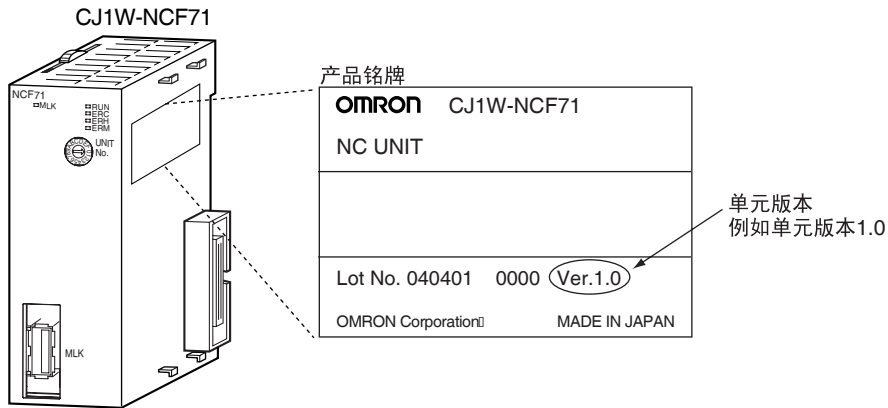 CJ1W-NCF71
NCF71
MLK
RUN
ERC
ERH
ERM
UNIT
No.
MLK
产品铭牌
OMRON CJ1W-NCF71
NC UNIT
Lot No. 040401 0000 Ver.1.0
OMRON Corporation MADE IN JAPAN
单元版本
例如单元版本1.0